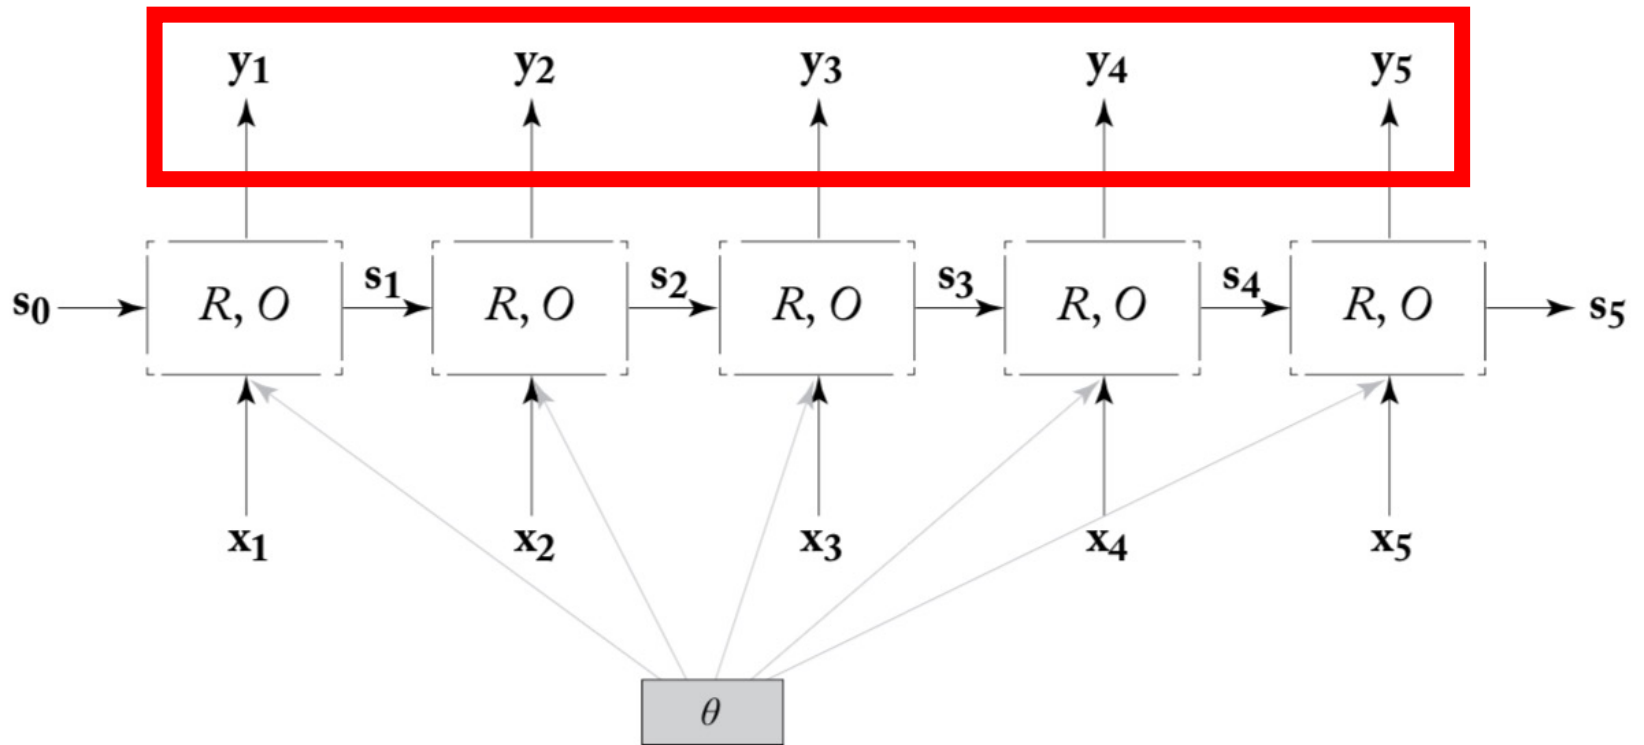 y1 y2 y3 y4 y5
s0 R, O s1 R, O s2 R, O s3 R, O s4 R, O s5
x1 x2 x3 x4 x5
θ